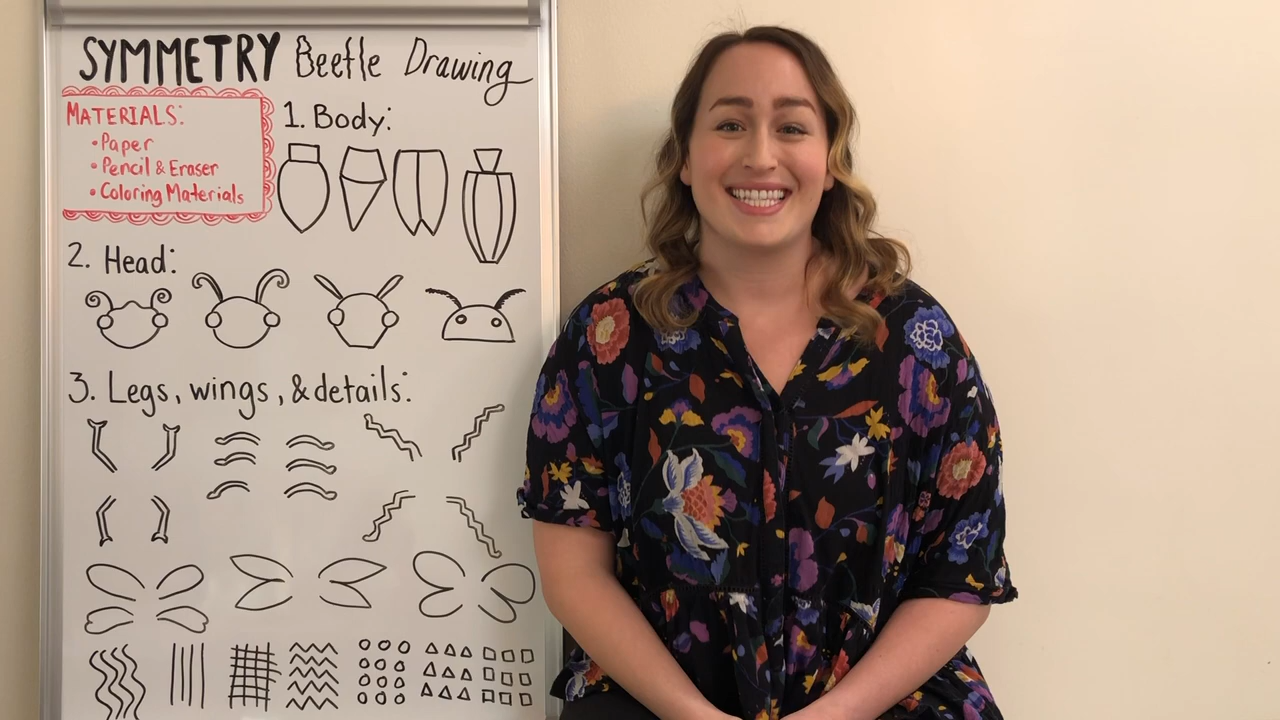 SYMMETRY Beetle Drawing
MATERIALS:
• Paper
• Pencil & Eraser
• Coloring Materials
1. Body:
2. Head:
3. Legs, wings, & details: